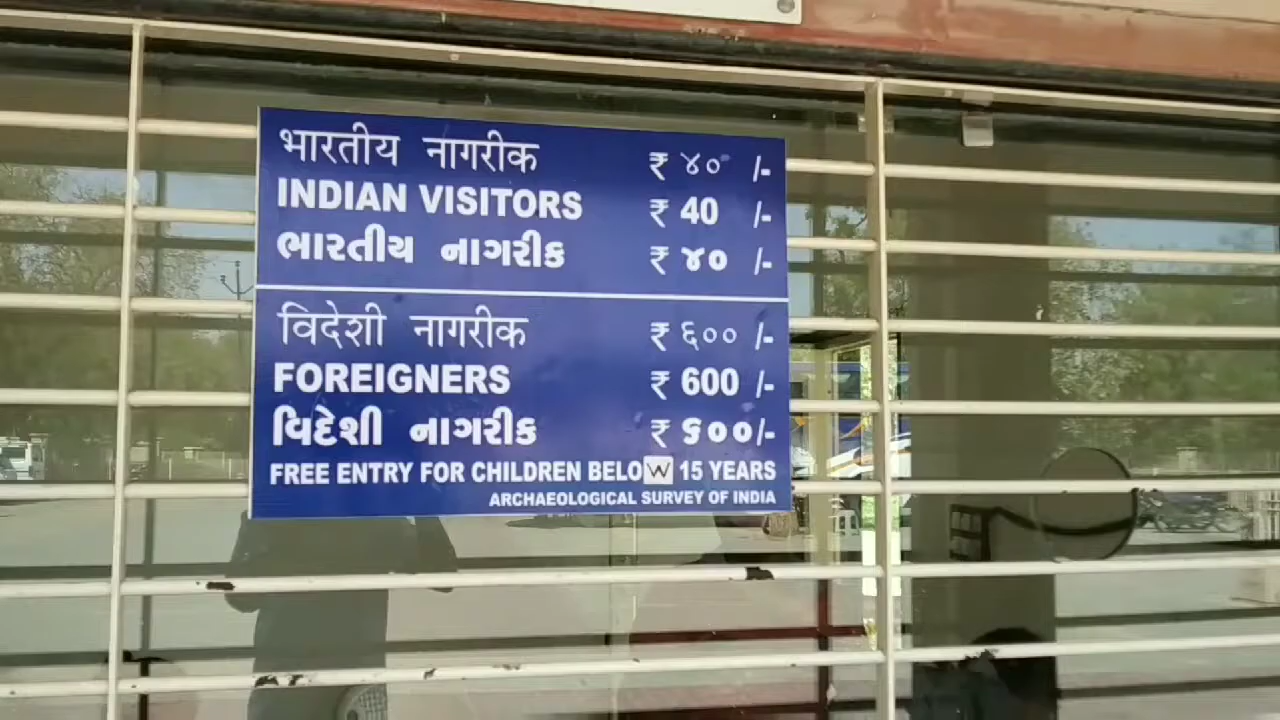 भारतीय नागरीक ₹ ४० /-
INDIAN VISITORS ₹ 40 /-
ભારતીય નાગરીક ₹ ૪૦ /-
विदेशी नागरीक ₹ ६०० /-
FOREIGNERS ₹ 600 /-
વિદેશી નાગરીક ₹ ૬૦૦/-
FREE ENTRY FOR CHILDREN BELOW 15 YEARS
ARCHAEOLOGICAL SURVEY OF INDIA